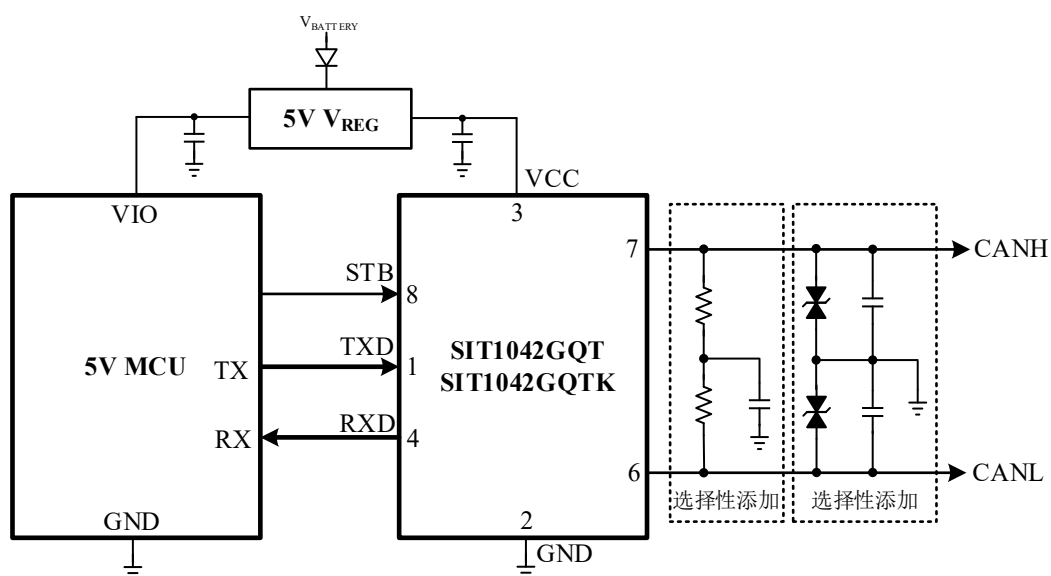 VBATTERY
5V VREG
VCC
VIO
3
7
CANH
STB
8
TXD
SIT1042GQT
5V MCU
TX
1
SIT1042GQTK
RXD
RX
4
6
CANL
选择性添加
选择性添加
GND
2
GND